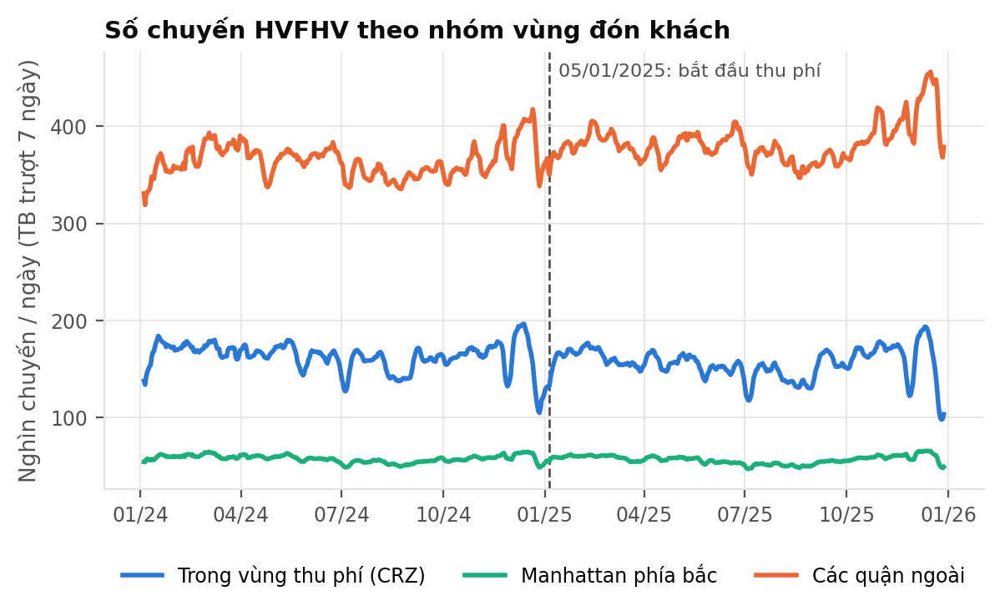 Số chuyến HVFHV theo nhóm vùng đón khách
Nghìn chuyến / ngày (TB trượt 7 ngày)
05/01/2025: bắt đầu thu phí
400
300
200
100
01/24 04/24 07/24 10/24 01/25 04/25 07/25 10/25 01/26
Trong vùng thu phí (CRZ) Manhattan phía bắc Các quận ngoài